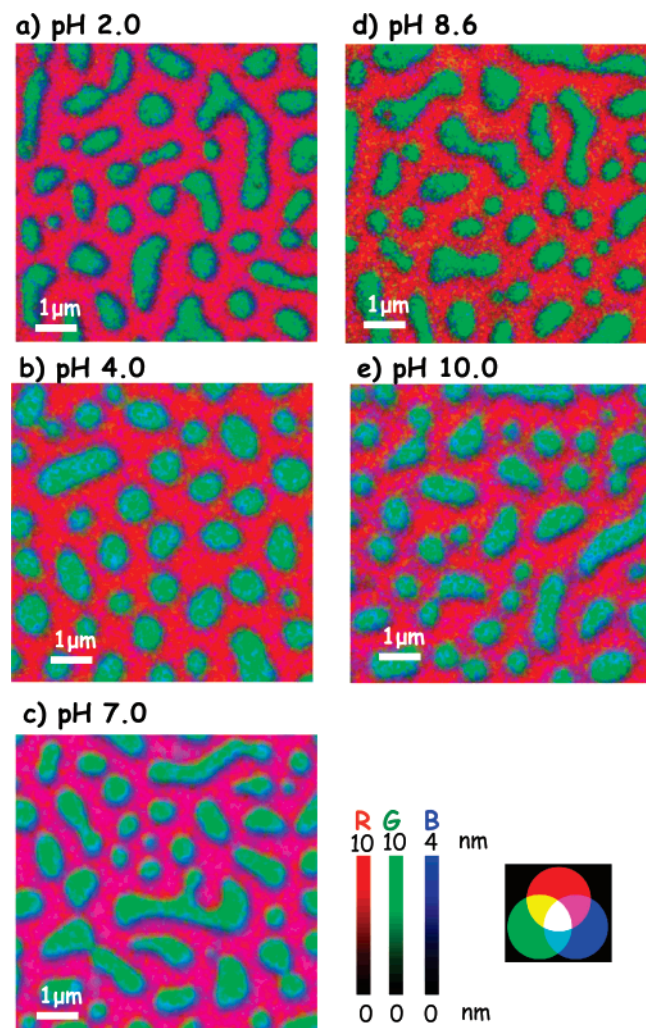 a) pH 2.0
1μm
b) pH 4.0
1μm
c) pH 7.0
1μm
d) pH 8.6
1μm
e) pH 10.0
1μm
R G B
10 10 4 nm
0 0 0 nm